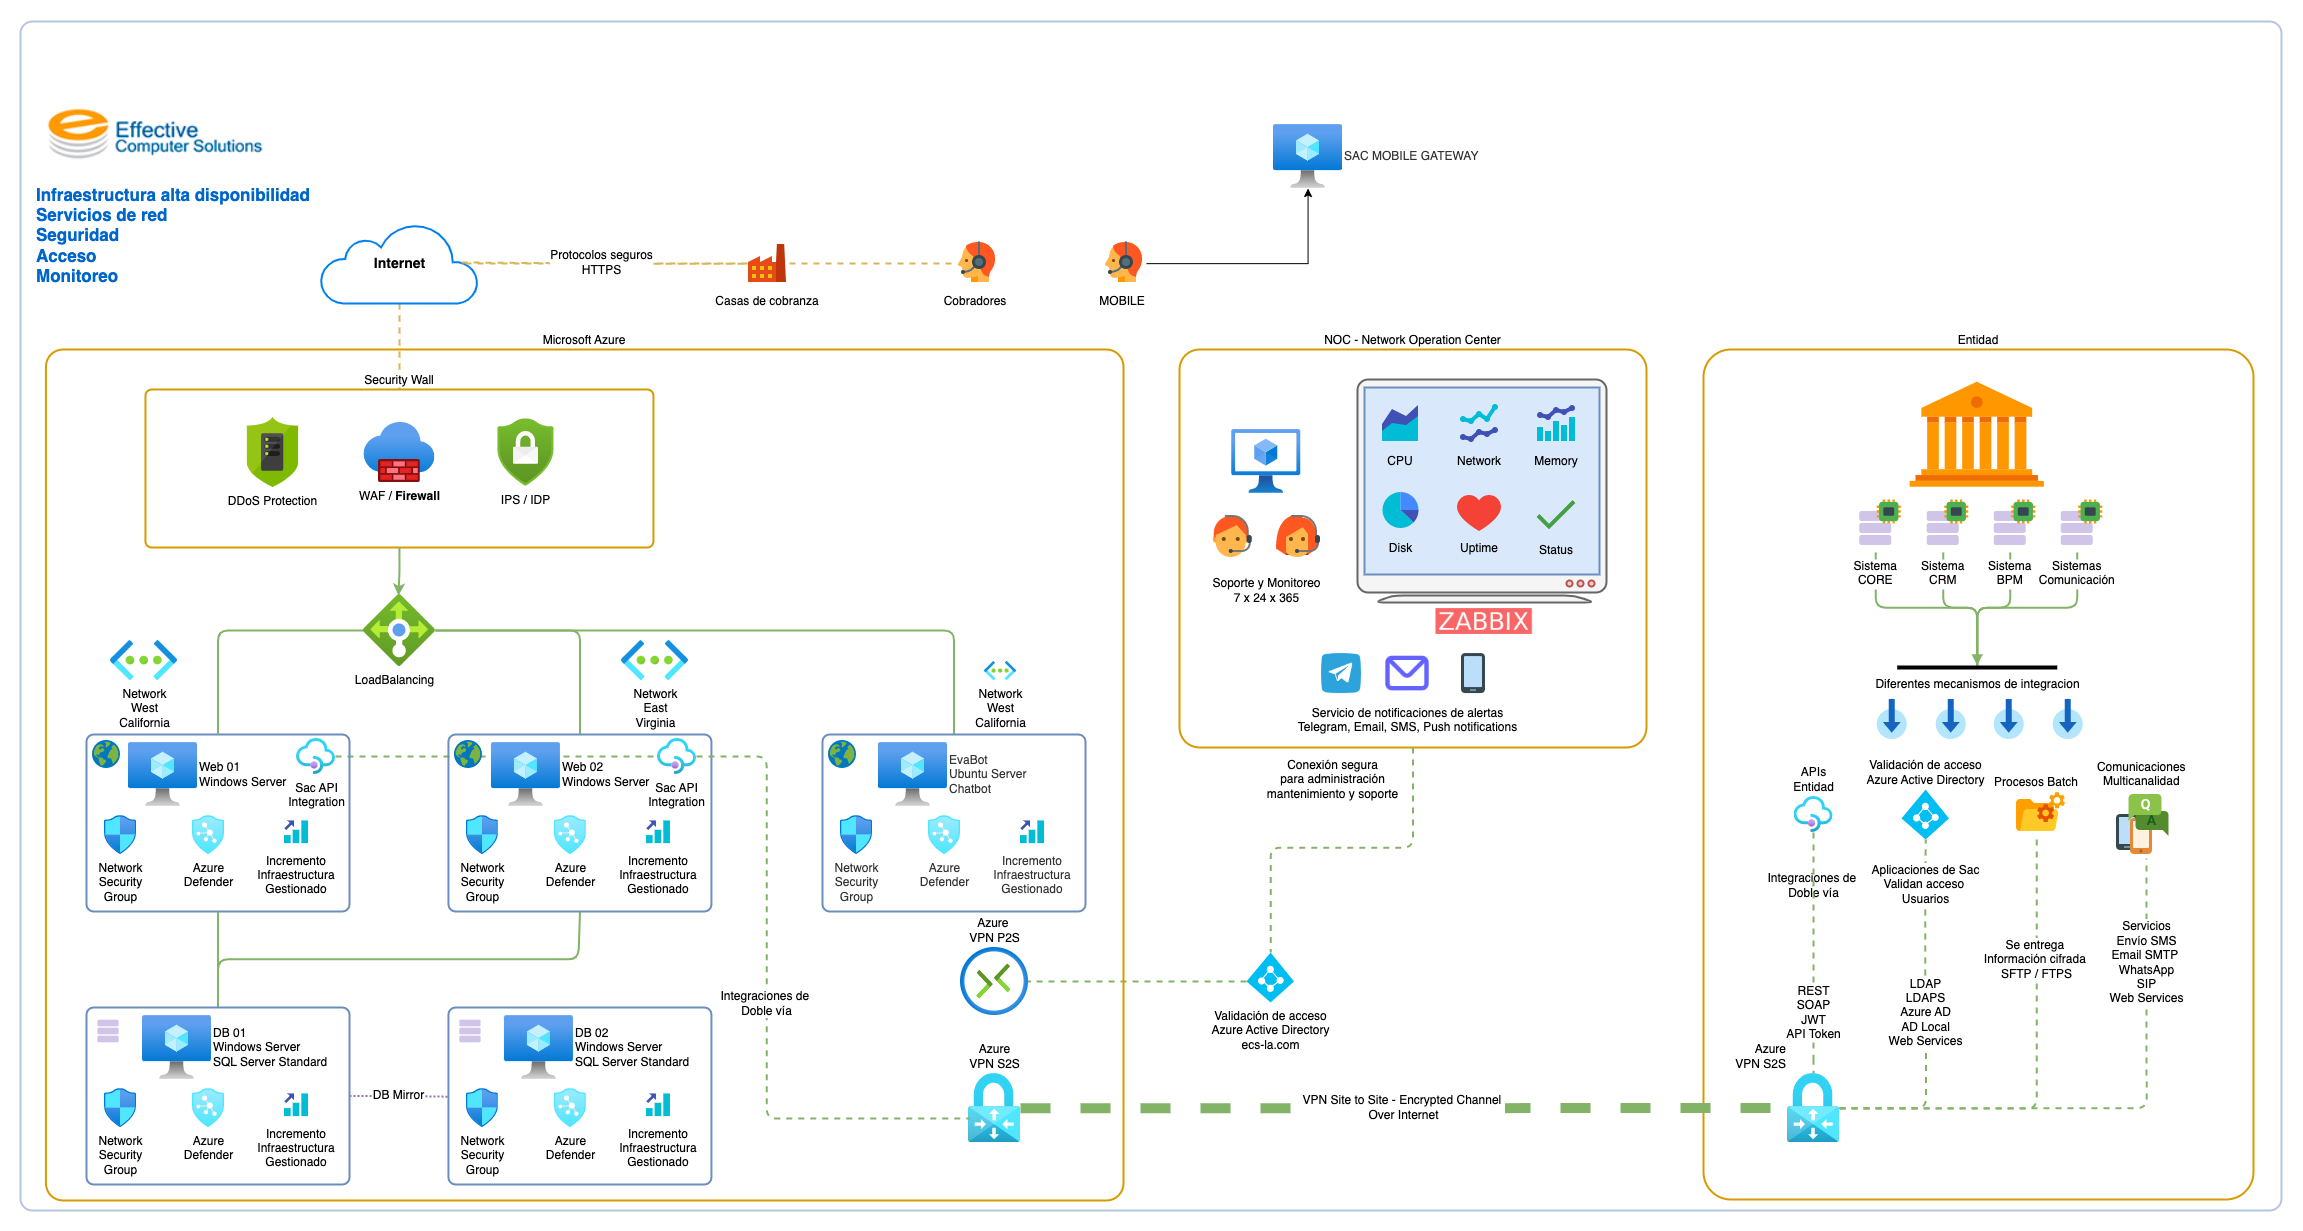 Effective
Computer Solutions
Infraestructura alta disponibilidad
Servicios de red
Seguridad
Acceso
Monitoreo
Internet
Protocolos seguros
HTTPS
Casas de cobranza
Cobradores
MOBILE
SAC MOBILE GATEWAY
Microsoft Azure
Security Wall
DDoS Protection
WAF / Firewall
IPS / IDP
LoadBalancing
Network
West
California
Network
East
Virginia
Network
West
California
Web 01
Windows Server
Sac API
Integration
Network
Security
Group
Azure
Defender
Incremento
Infraestructura
Gestionado
Web 02
Windows Server
Sac API
Integration
Network
Security
Group
Azure
Defender
Incremento
Infraestructura
Gestionado
EvaBot
Ubuntu Server
Chatbot
Network
Security
Group
Azure
Defender
Incremento
Infraestructura
Gestionado
DB 01
Windows Server
SQL Server Standard
Network
Security
Group
Azure
Defender
Incremento
Infraestructura
Gestionado
DB Mirror
DB 02
Windows Server
SQL Server Standard
Network
Security
Group
Azure
Defender
Incremento
Infraestructura
Gestionado
Integraciones de
Doble vía
Azure
VPN P2S
Azure
VPN S2S
NOC - Network Operation Center
CPU
Network
Memory
Disk
Uptime
Status
Soporte y Monitoreo
7 x 24 x 365
ZABBIX
Servicio de notificaciones de alertas
Telegram, Email, SMS, Push notifications
Conexión segura
para administración
mantenimiento y soporte
Validación de acceso
Azure Active Directory
ecs-la.com
VPN Site to Site - Encrypted Channel
Over Internet
Entidad
Sistema
CORE
Sistema
CRM
Sistema
BPM
Sistemas
Comunicación
Diferentes mecanismos de integracion
APIs
Entidad
Validación de acceso
Azure Active Directory
Procesos Batch
Comunicaciones
Multicanalidad
Q
A
Integraciones de
Doble vía
Aplicaciones de Sac
Validan acceso
Usuarios
Se entrega
Información cifrada
SFTP / FTPS
Servicios
Envío SMS
Email SMTP
WhatsApp
SIP
Web Services
REST
SOAP
JWT
API Token
LDAP
LDAPS
Azure AD
AD Local
Web Services
Azure
VPN S2S